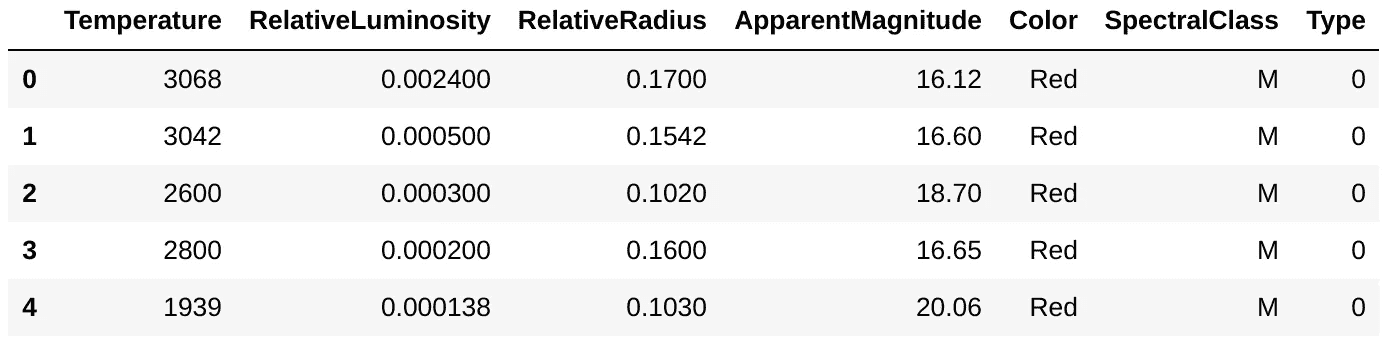 Temperature RelativeLuminosity RelativeRadius ApparentMagnitude Color SpectralClass Type
0 3068 0.002400 0.1700 16.12 Red M 0
1 3042 0.000500 0.1542 16.60 Red M 0
2 2600 0.000300 0.1020 18.70 Red M 0
3 2800 0.000200 0.1600 16.65 Red M 0
4 1939 0.000138 0.1030 20.06 Red M 0